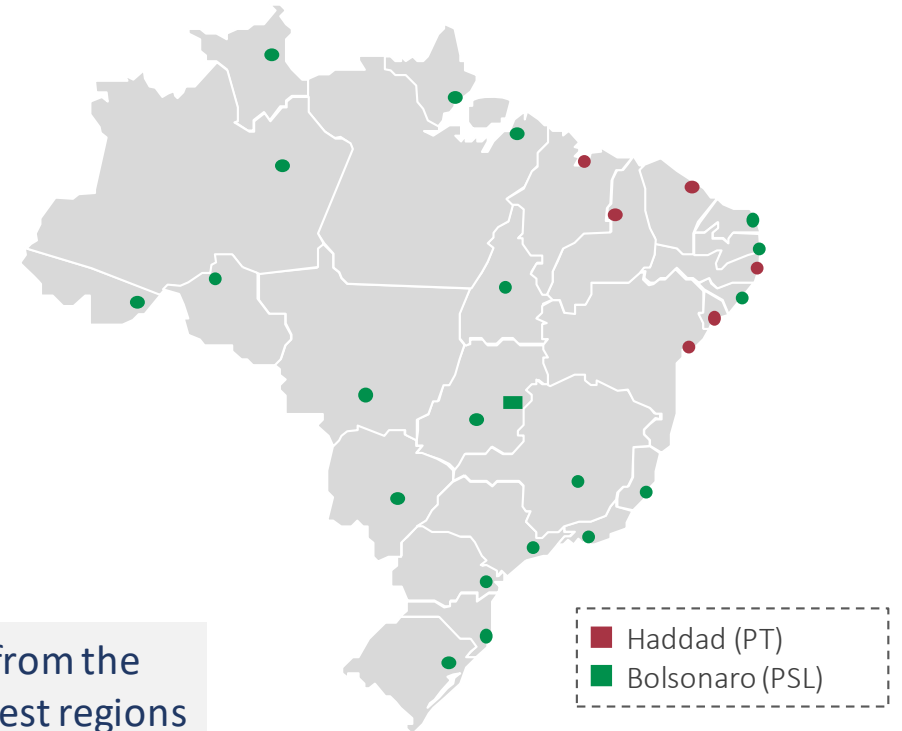 from the
est regions
Haddad (PT)
Bolsonaro (PSL)